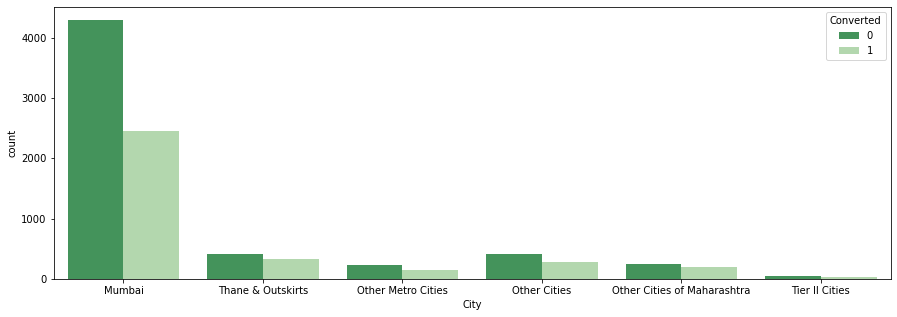 Converted
0
1
4000
3000
2000
1000
0
count
Mumbai
Thane & Outskirts
Other Metro Cities
Other Cities
Other Cities of Maharashtra
Tier II Cities
City